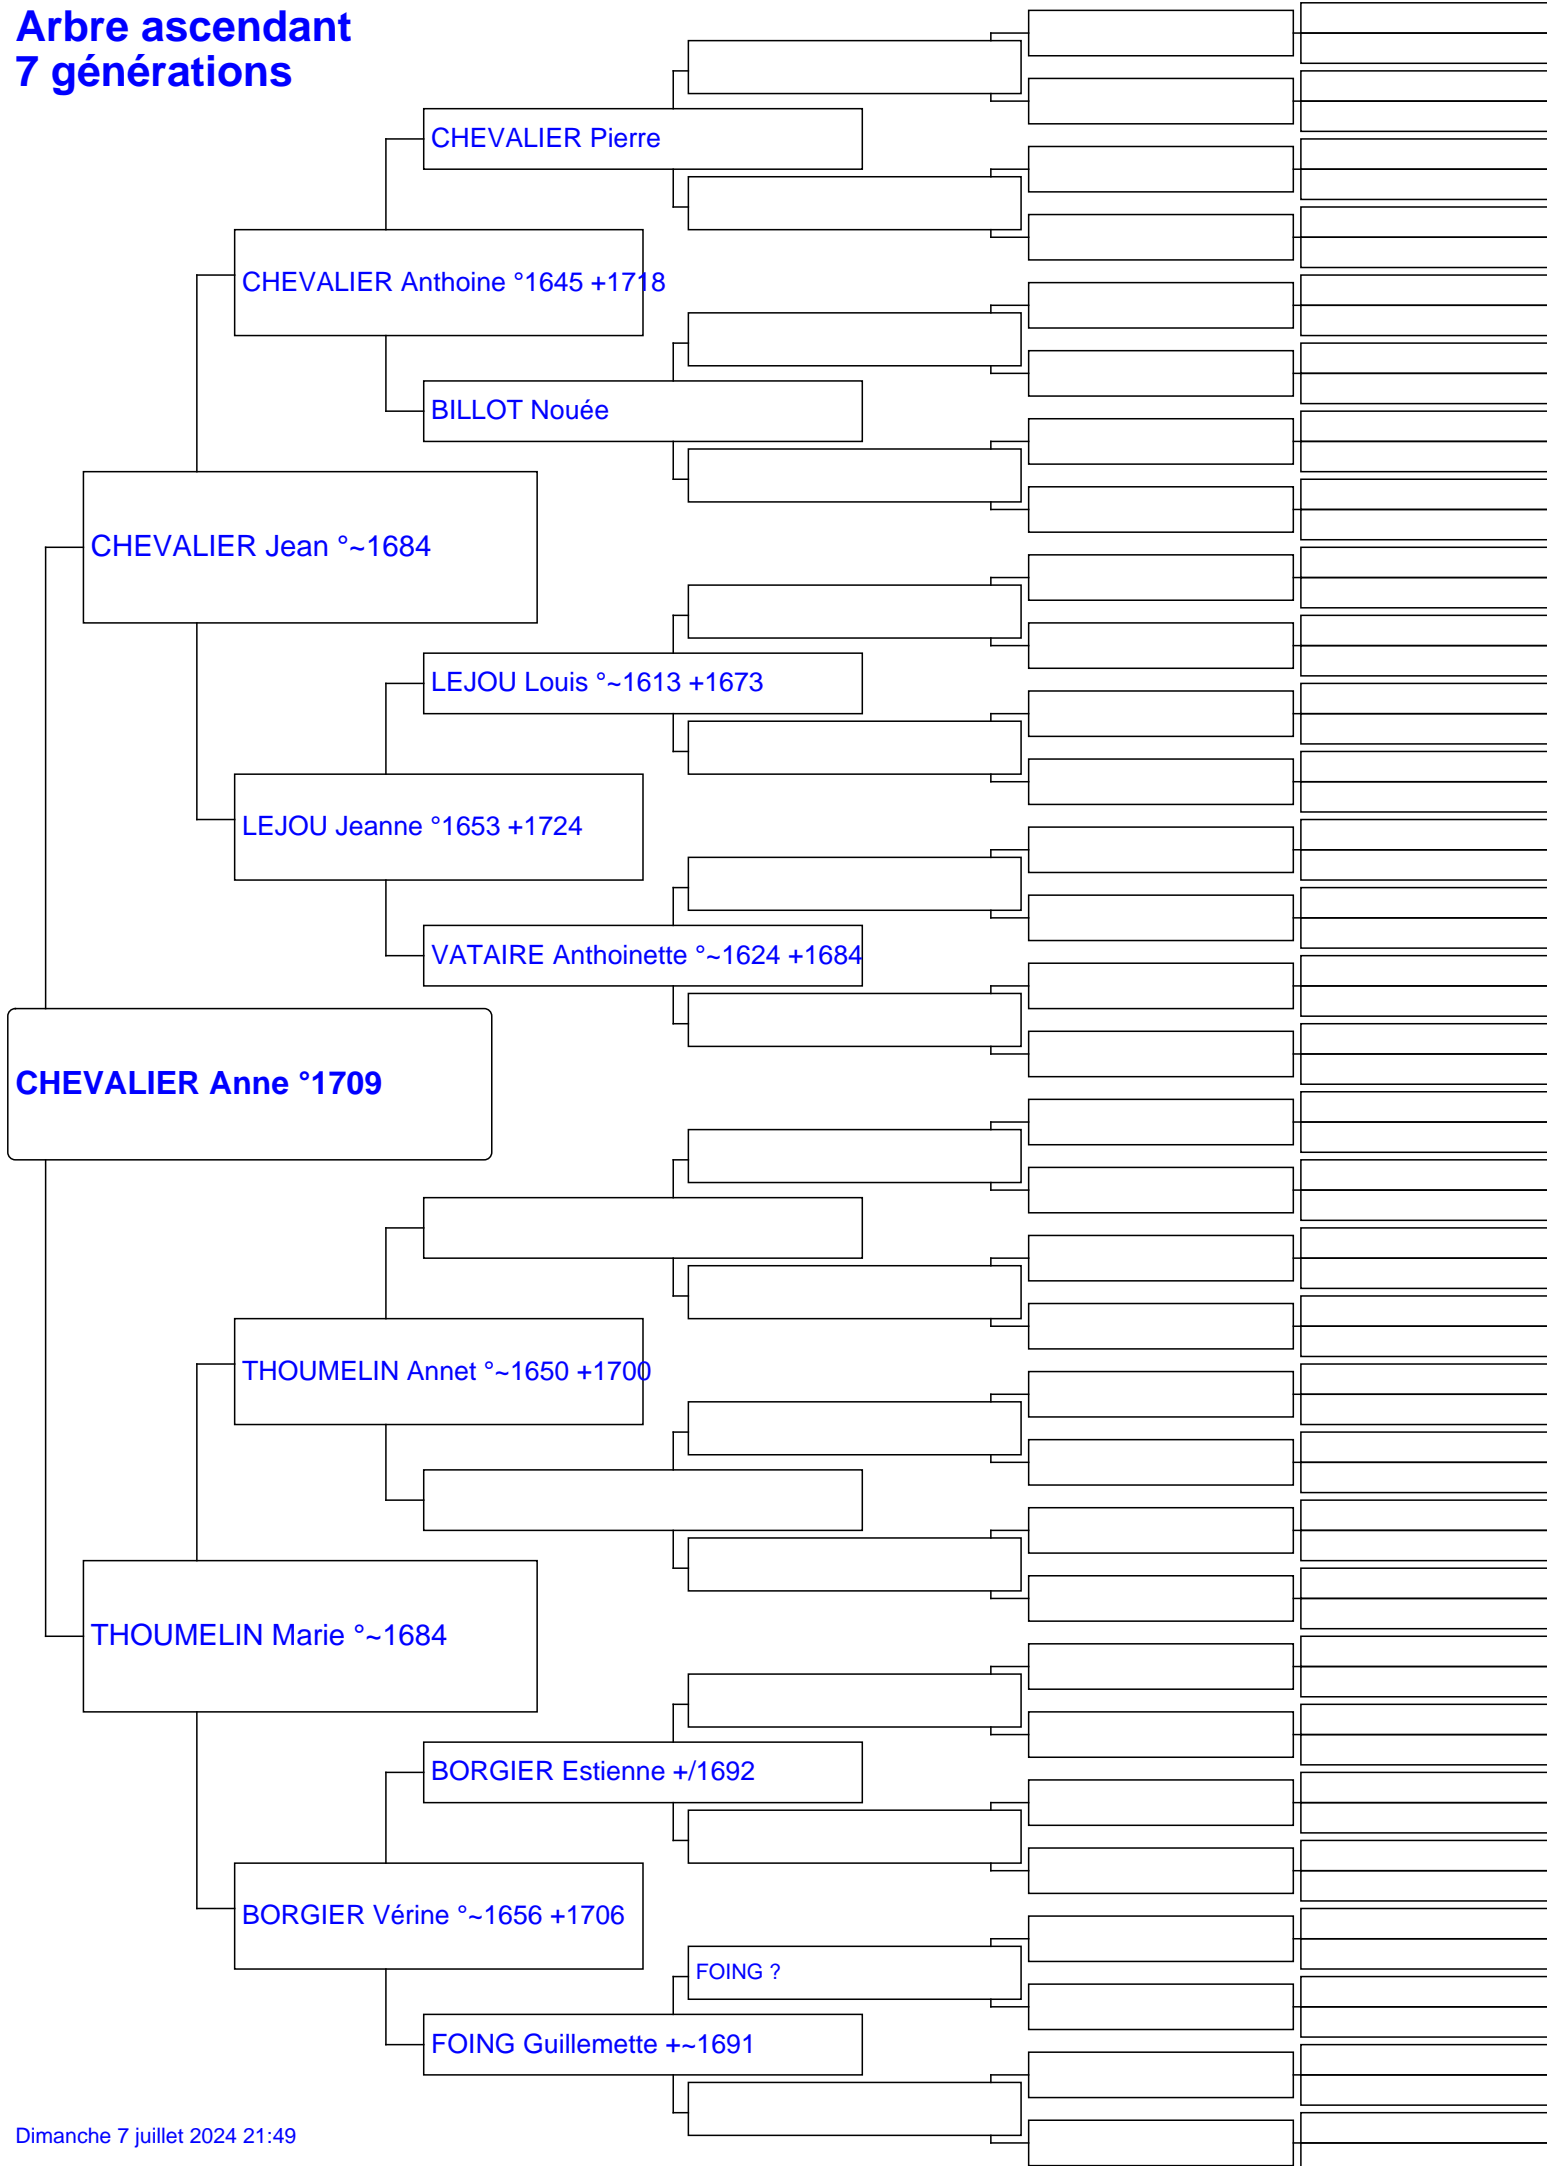 Arbre ascendant
7 générations
CHEVALIER Pierre
CHEVALIER Anthoine °1645 +1718
BILLOT Nouée
CHEVALIER Jean °~1684
LEJOU Louis °~1613 +1673
LEJOU Jeanne °1653 +1724
VATAIRE Anthoinette °~1624 +1684
CHEVALIER Anne °1709
THOUMELIN Annet °~1650 +1700
THOUMELIN Marie °~1684
BORGIER Estienne +/1692
BORGIER Vérine °~1656 +1706
FOING ?
FOING Guillemette +~1691
Dimanche 7 juillet 2024 21:49